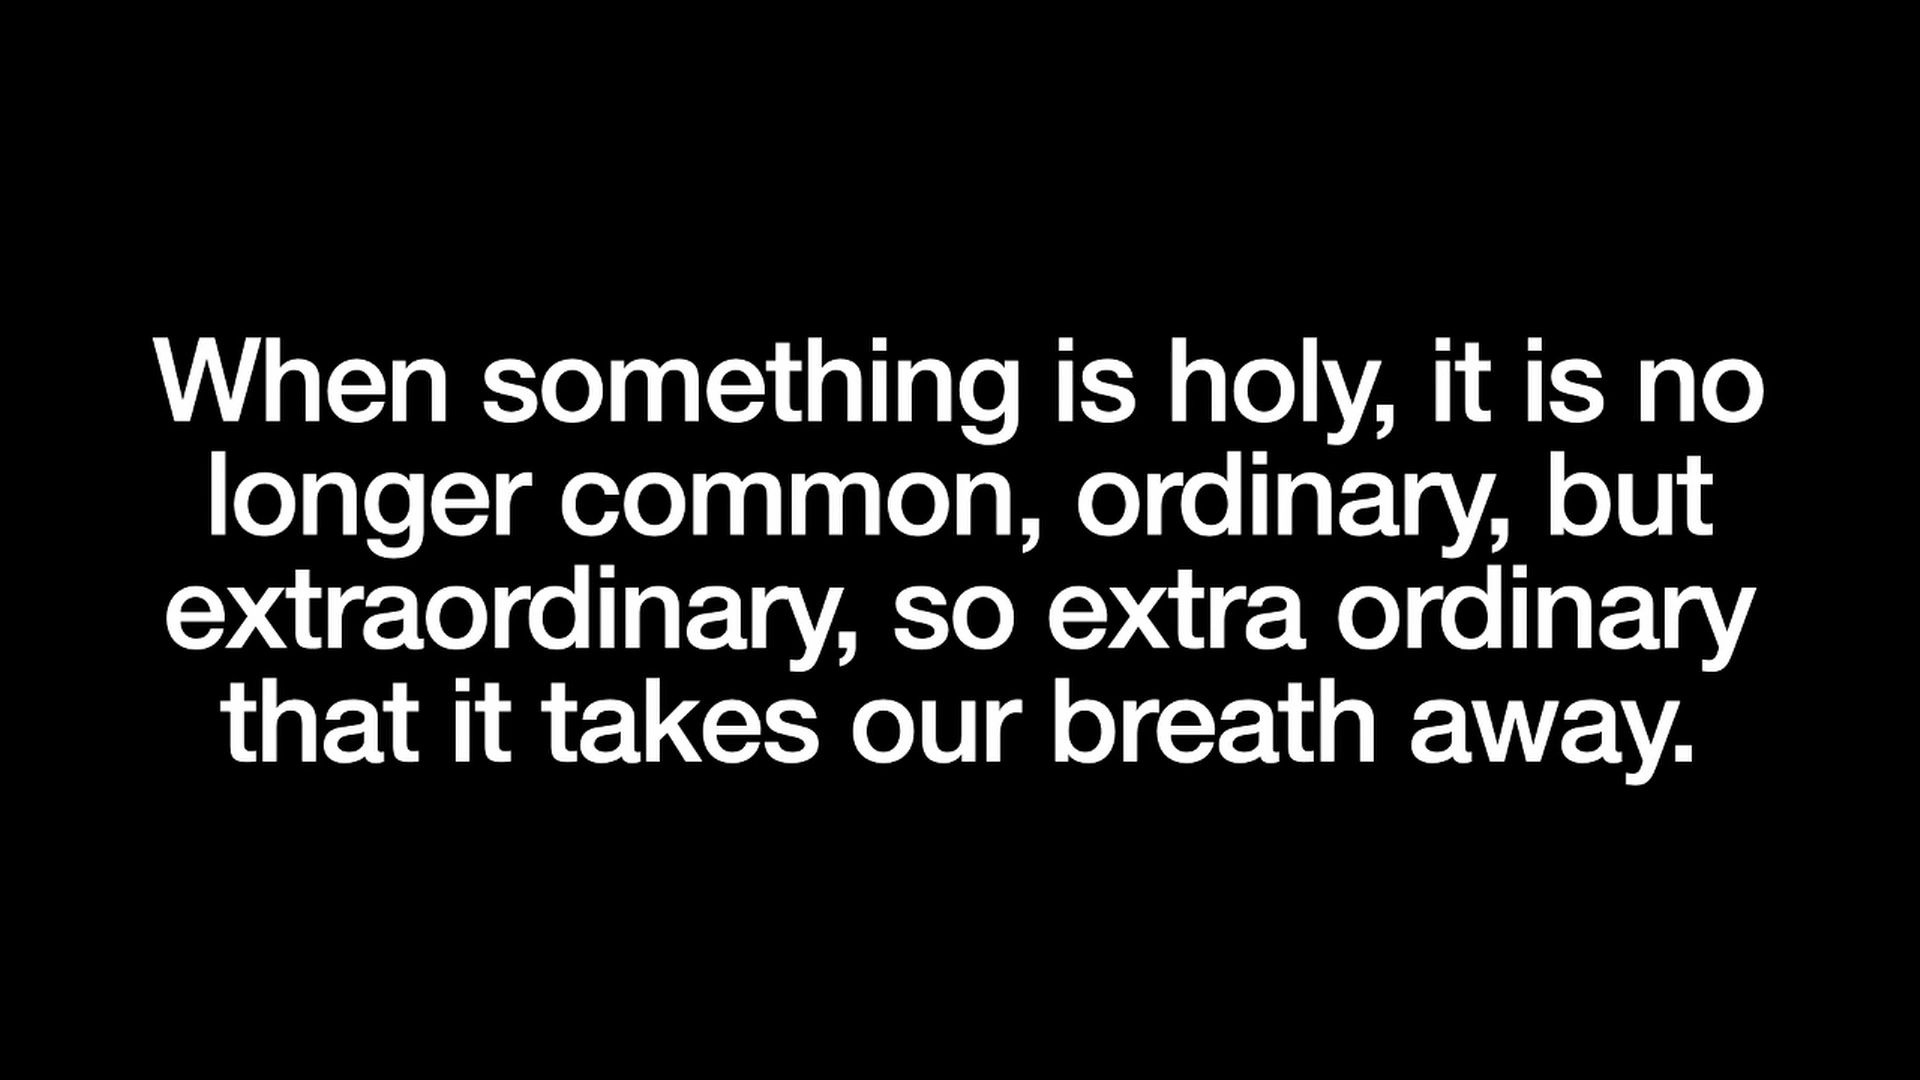 When something is holy, it is no
longer common, ordinary, but
extraordinary, so extra ordinary
that it takes our breath away.